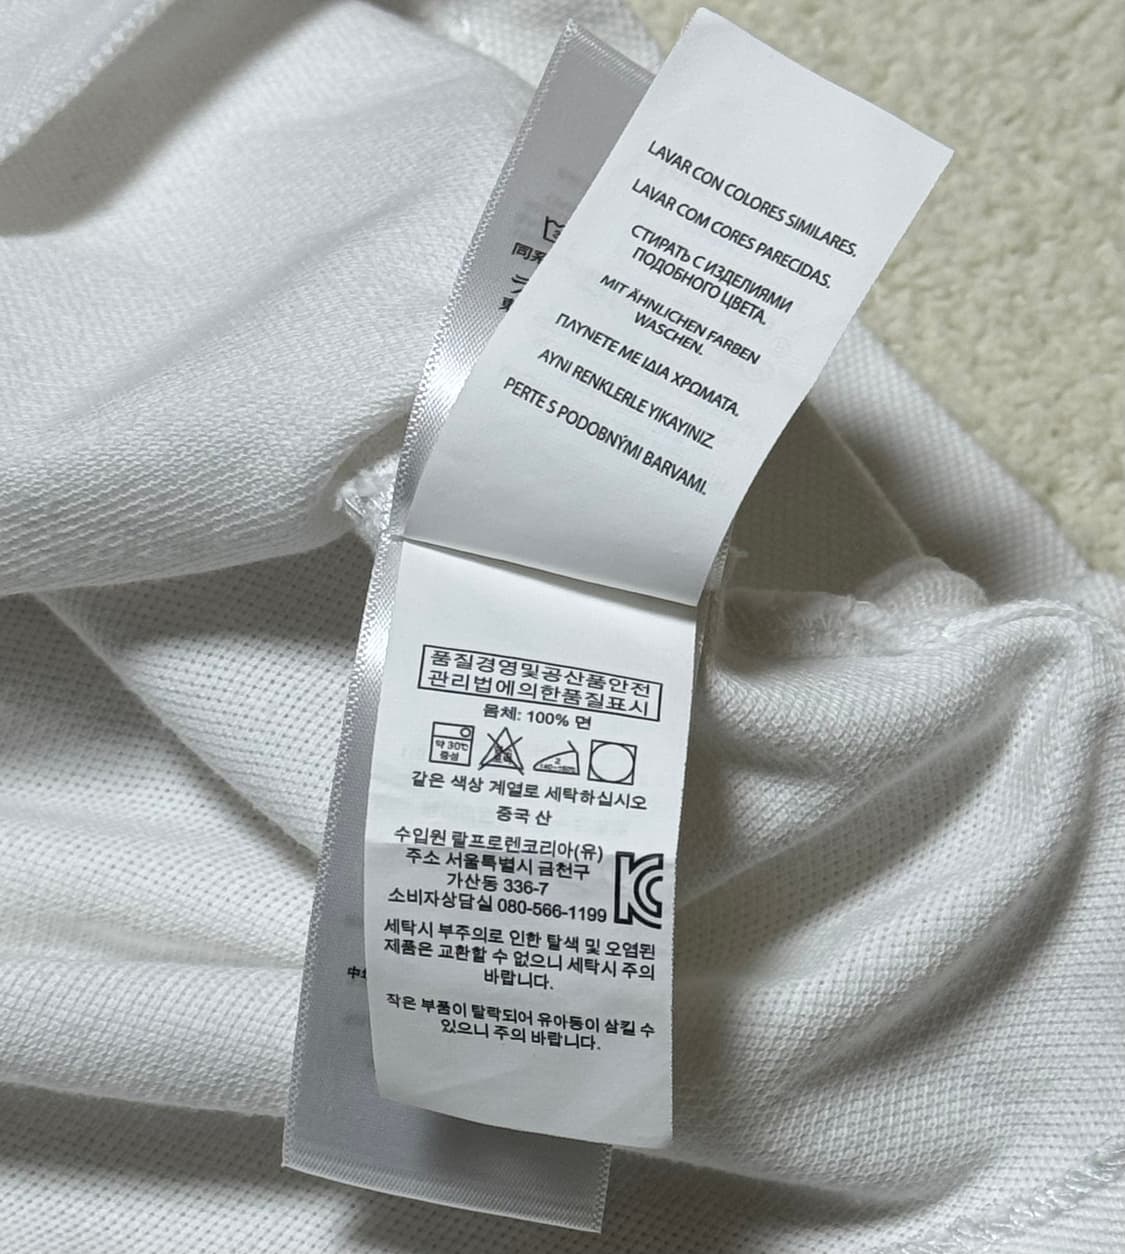 LAVAR CON COLORES SIMILARES.
LAVAR COM CORES PARECIDAS.
СТИРАТЬ С ИЗДЕЛИЯМИ
ПОДОБНОГО ЦВЕТА.
MIT ÄHNLICHEN FARBEN
WASCHEN.
ΠΛΥΝΕΤΕ ΜΕ ΙΔΙΑ ΧΡΩΜΑΤΑ.
AYNI RENKLERLE YIKAYINIZ.
PERTE S PODOBNÝMI BARVAMI.
품질경영및공산품안전
관리법에의한품질표시
몸체: 100% 면
약 30℃
중성
같은 색상 계열로 세탁하십시오
중국 산
수입원 랄프로렌코리아(유)
주소 서울특별시 금천구
가산동 336-7
소비자상담실 080-566-1199
세탁시 부주의로 인한 탈색 및 오염된
제품은 교환할 수 없으니 세탁시 주의
바랍니다.
작은 부품이 탈락되어 유아등이 삼킬 수
있으니 주의 바랍니다.